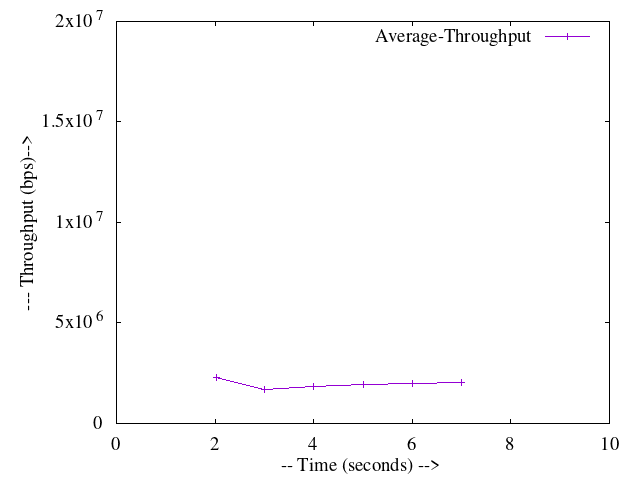 2x10^7
Average-Throughput
1.5x10^7
1x10^7
5x10^6
0
--- Throughput (bps)-->
0 2 4 6 8 10
-- Time (seconds) -->